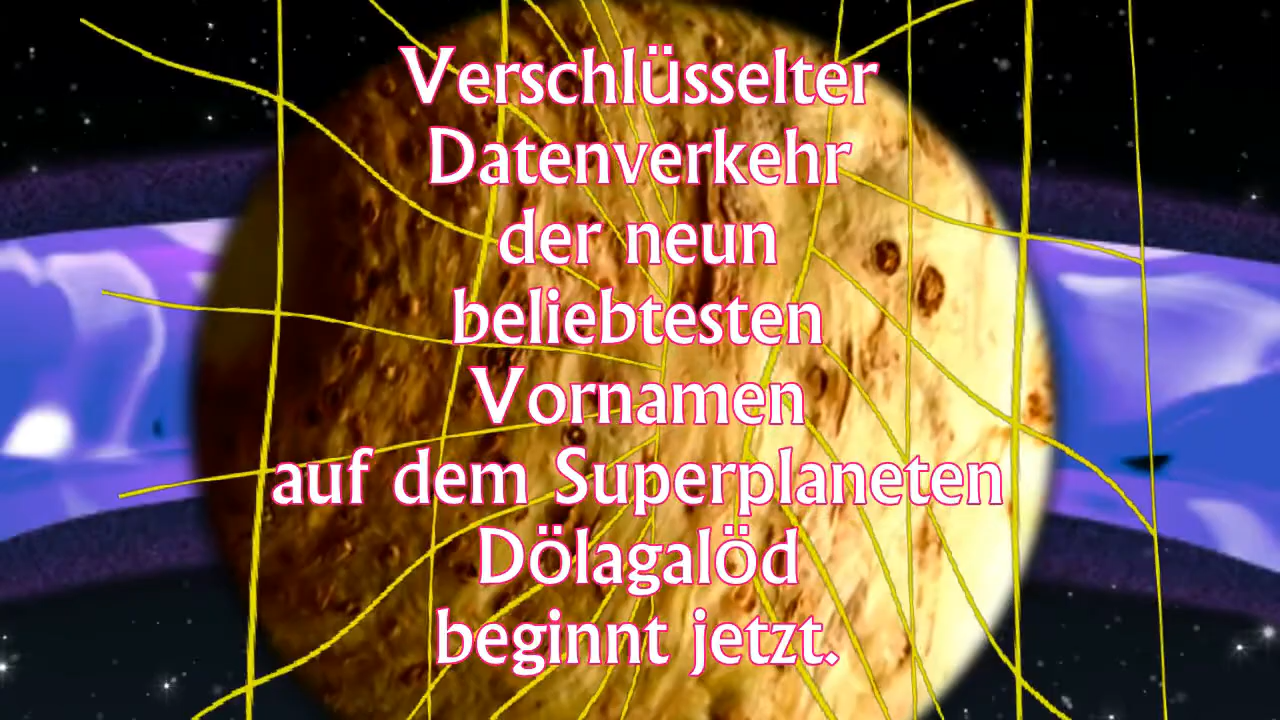 Verschlüsselter
Datenverkehr
der neun
beliebtesten
Vornamen
auf dem Superplaneten
Dölagalöd
beginnt jetzt.